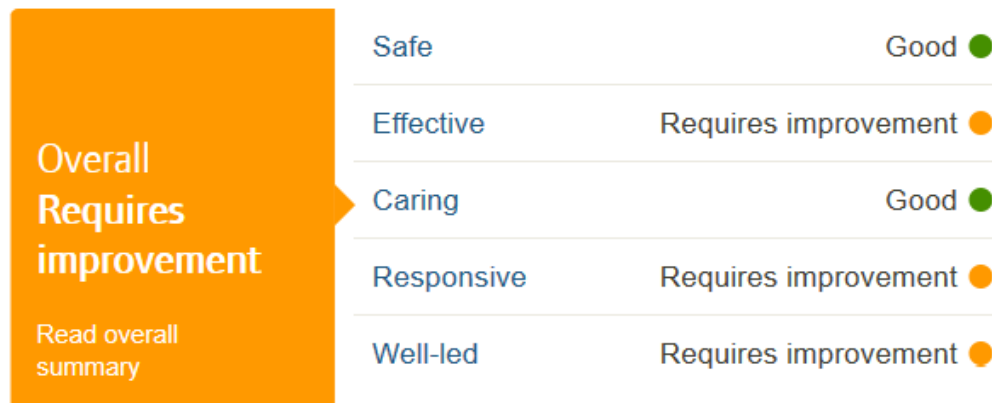 Overall
Requires
improvement
Read overall
summary
Safe Good
Effective Requires improvement
Caring Good
Responsive Requires improvement
Well-led Requires improvement